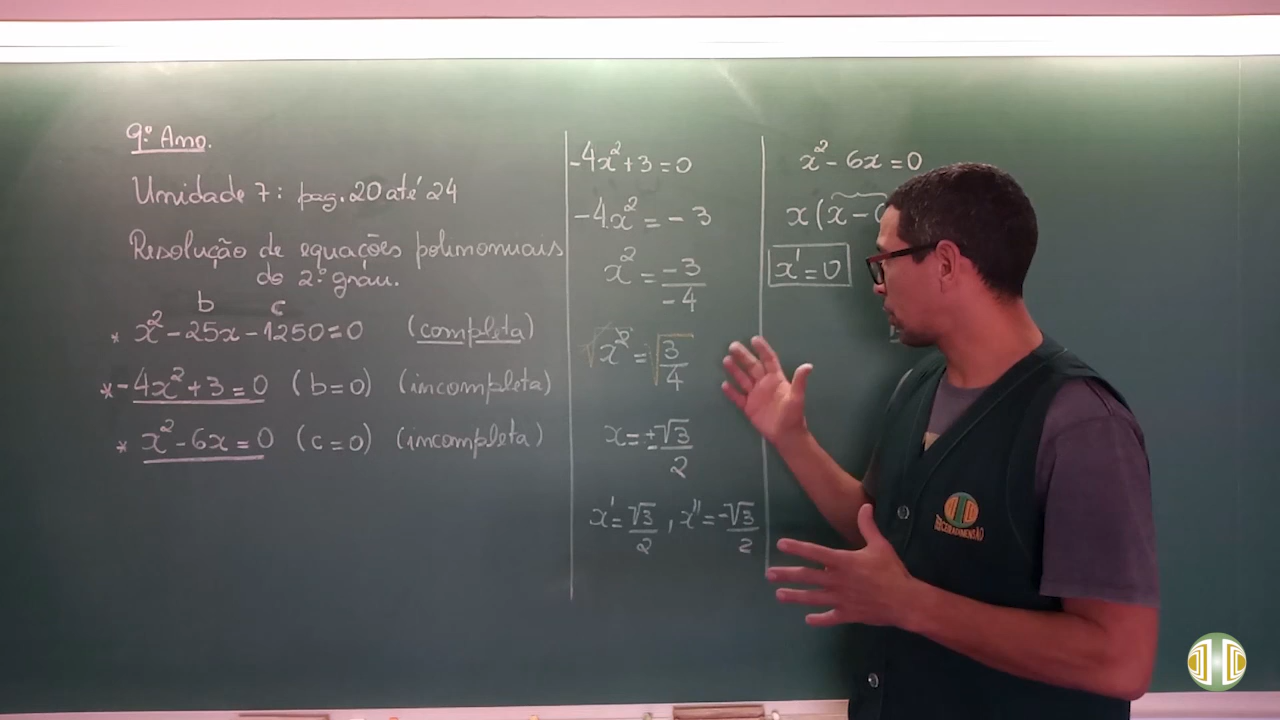 9º Ano.
Unidade 7: pag. 20 até 24
Resolução de equações polinomiais
do 2º grau.
b c
* x² - 25x - 1250 = 0 (completa)
* -4x² + 3 = 0 (b = 0) (incompleta)
* x² - 6x = 0 (c = 0) (incompleta)
-4x² + 3 = 0
-4x² = -3
x² = -3/-4
√x² = √3/4
x = ±√3/2
x' = √3/2 , x'' = -√3/2
x² - 6x = 0
x(x -
x' = 0